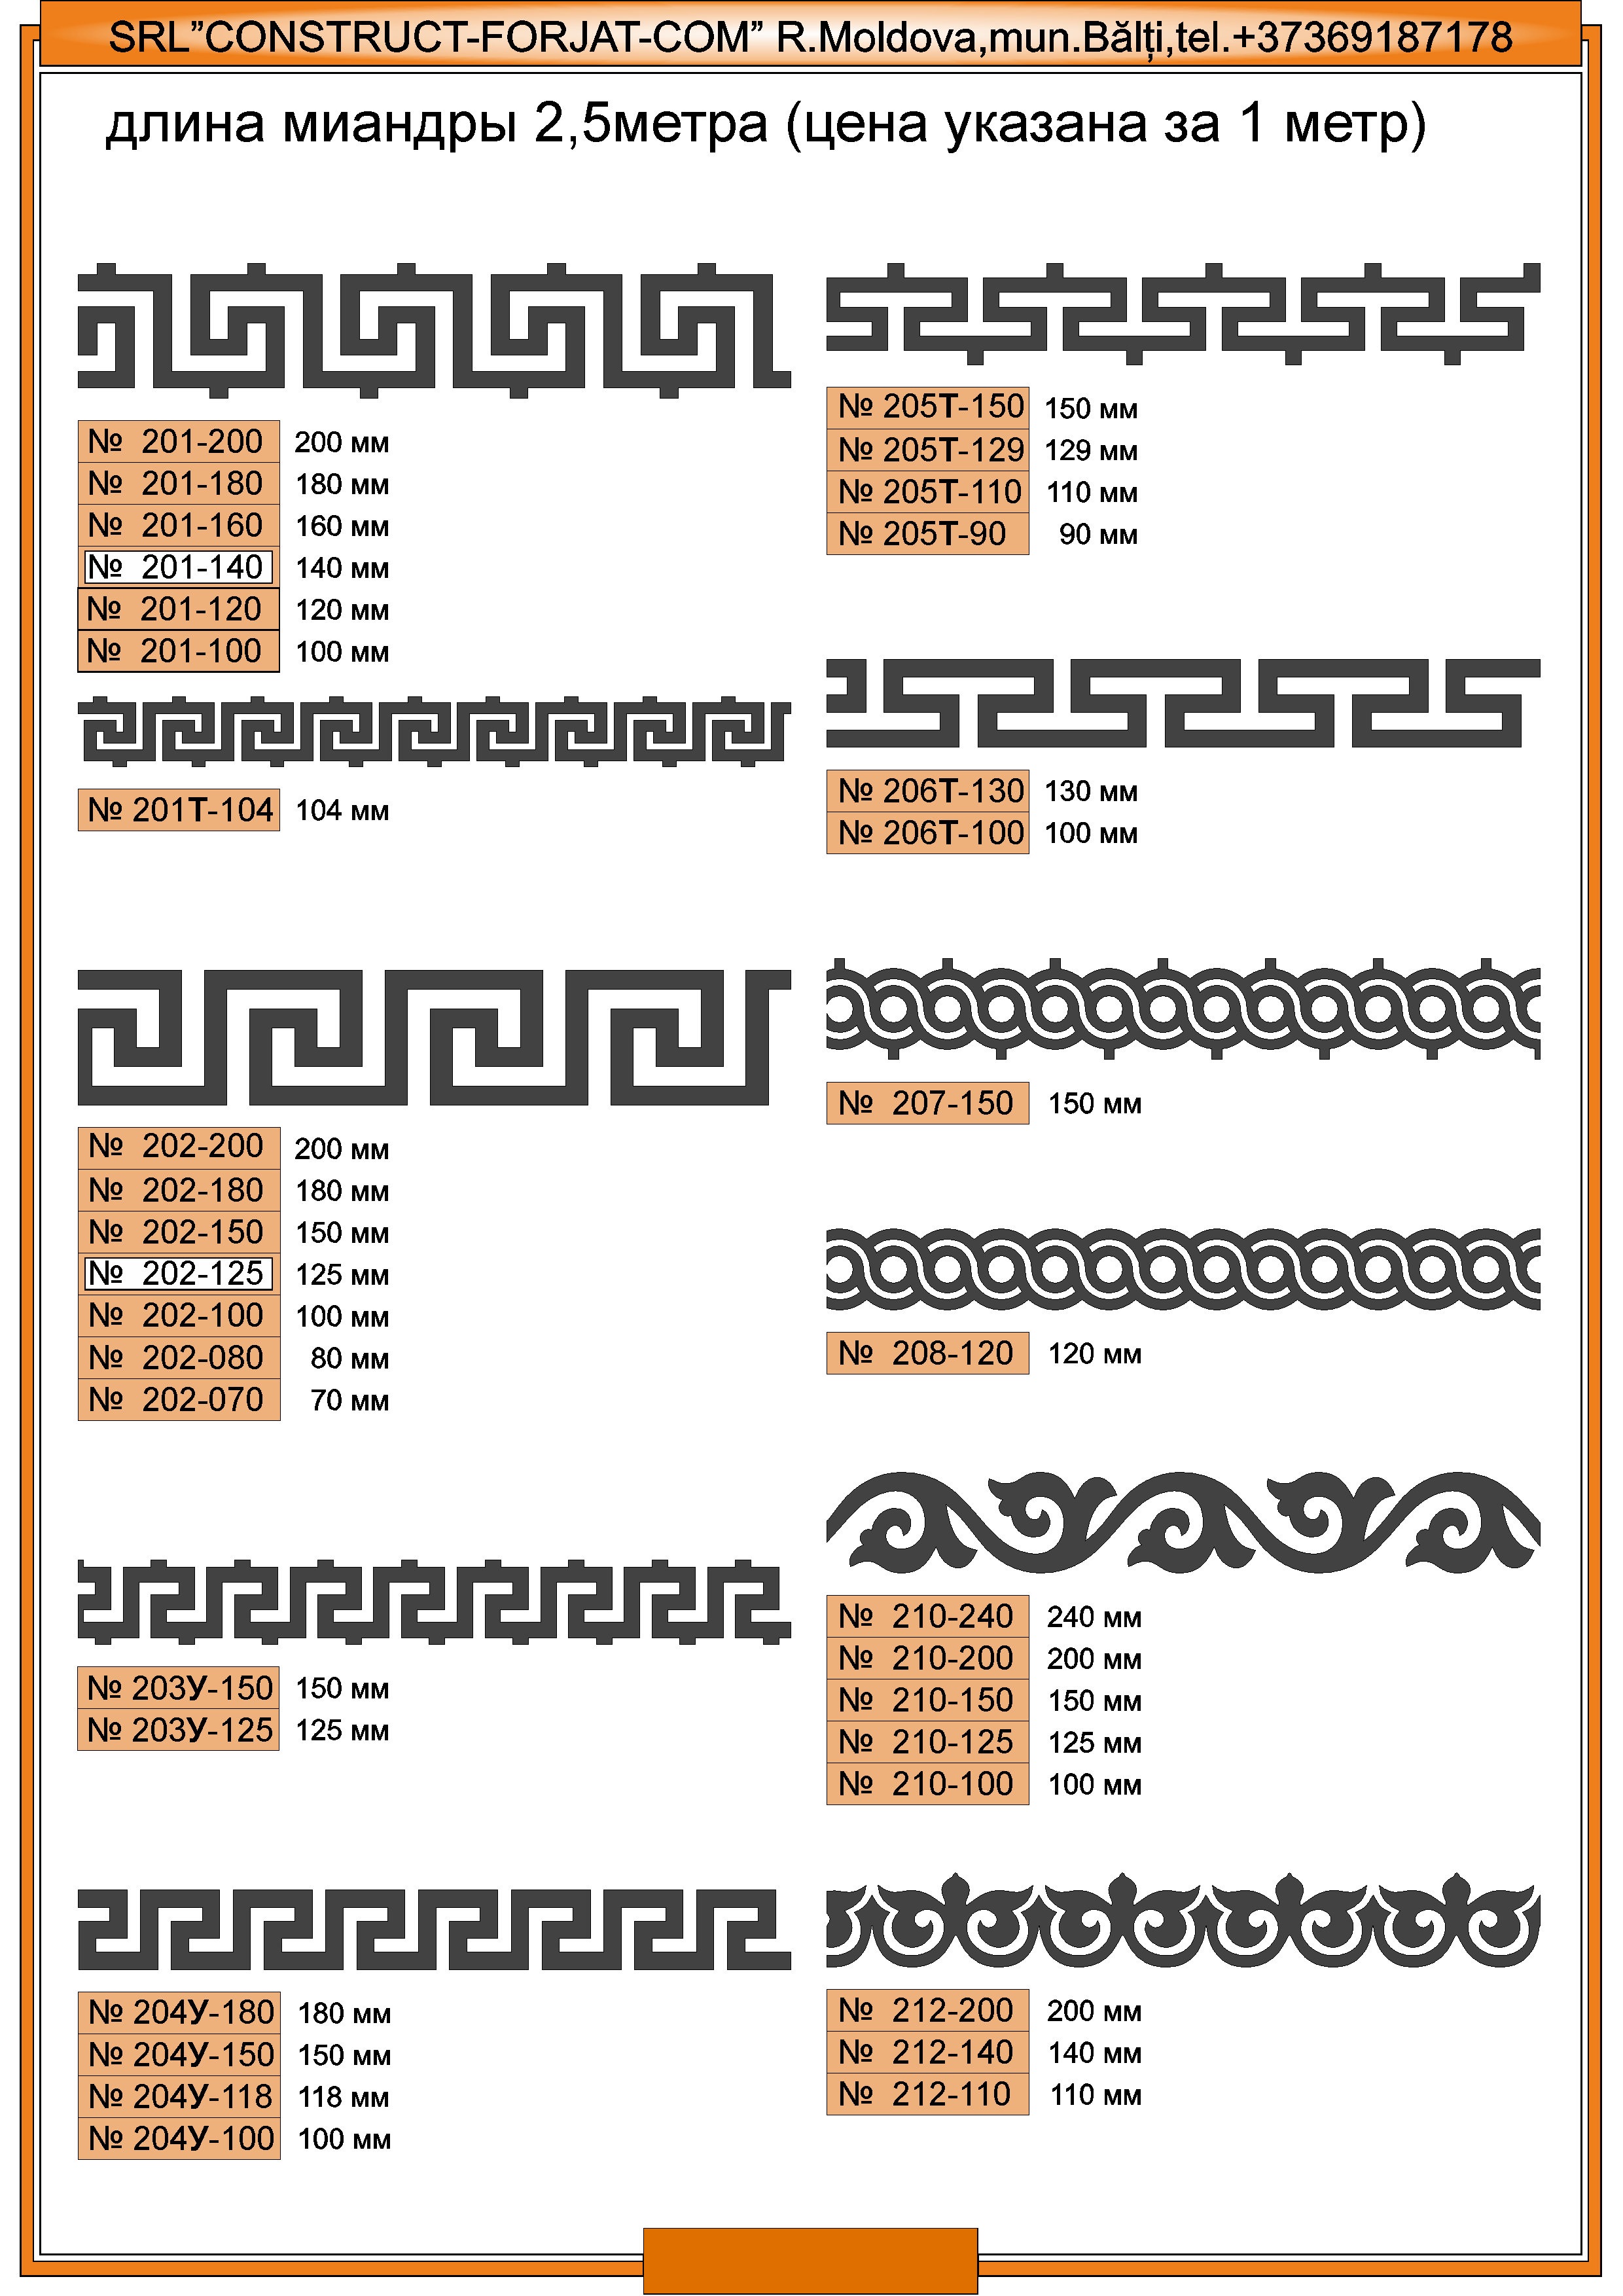 SRL”CONSTRUCT-FORJAT-COM” R.Moldova,mun.Bălți,tel.+37369187178
длина миандры 2,5метра (цена указана за 1 метр)
№ 201-200 200 мм
№ 201-180 180 мм
№ 201-160 160 мм
№ 201-140 140 мм
№ 201-120 120 мм
№ 201-100 100 мм
№ 201Т-104 104 мм
№ 202-200 200 мм
№ 202-180 180 мм
№ 202-150 150 мм
№ 202-125 125 мм
№ 202-100 100 мм
№ 202-080 80 мм
№ 202-070 70 мм
№ 203У-150 150 мм
№ 203У-125 125 мм
№ 204У-180 180 мм
№ 204У-150 150 мм
№ 204У-118 118 мм
№ 204У-100 100 мм
№ 205Т-150 150 мм
№ 205Т-129 129 мм
№ 205Т-110 110 мм
№ 205Т-90 90 мм
№ 206Т-130 130 мм
№ 206Т-100 100 мм
№ 207-150 150 мм
№ 208-120 120 мм
№ 210-240 240 мм
№ 210-200 200 мм
№ 210-150 150 мм
№ 210-125 125 мм
№ 210-100 100 мм
№ 212-200 200 мм
№ 212-140 140 мм
№ 212-110 110 мм